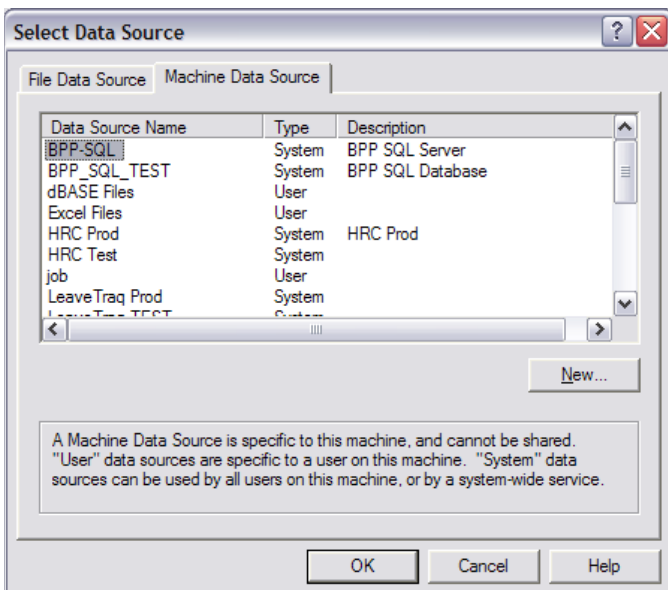 Select Data Source
File Data Source Machine Data Source
Data Source Name Type Description
BPP-SQL System BPP SQL Server
BPP_SQL_TEST System BPP SQL Database
dBASE Files User
Excel Files User
HRC Prod System HRC Prod
HRC Test System
job User
LeaveTraq Prod System
LeaveTraq TEST System
New...
A Machine Data Source is specific to this machine, and cannot be shared.
"User" data sources are specific to a user on this machine. "System" data
sources can be used by all users on this machine, or by a system-wide service.
OK Cancel Help